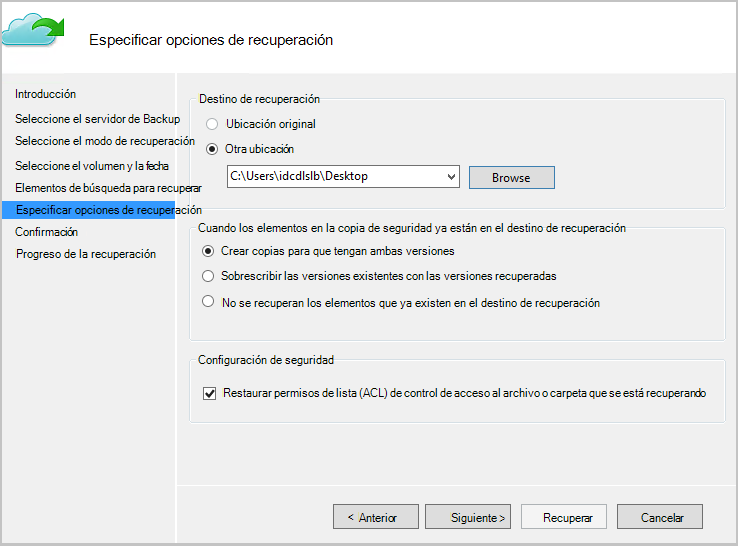 Especificar opciones de recuperación
Introducción
Seleccione el servidor de Backup
Seleccione el modo de recuperación
Seleccione el volumen y la fecha
Elementos de búsqueda para recuperar
Especificar opciones de recuperación
Confirmación
Progreso de la recuperación
Destino de recuperación
Ubicación original
Otra ubicación
C:\Users\idcdlslb\Desktop
Browse
Cuando los elementos en la copia de seguridad ya están en el destino de recuperación
Crear copias para que tengan ambas versiones
Sobrescribir las versiones existentes con las versiones recuperadas
No se recuperan los elementos que ya existen en el destino de recuperación
Configuración de seguridad
Restaurar permisos de lista (ACL) de control de acceso al archivo o carpeta que se está recuperando
< Anterior
Siguiente >
Recuperar
Cancelar